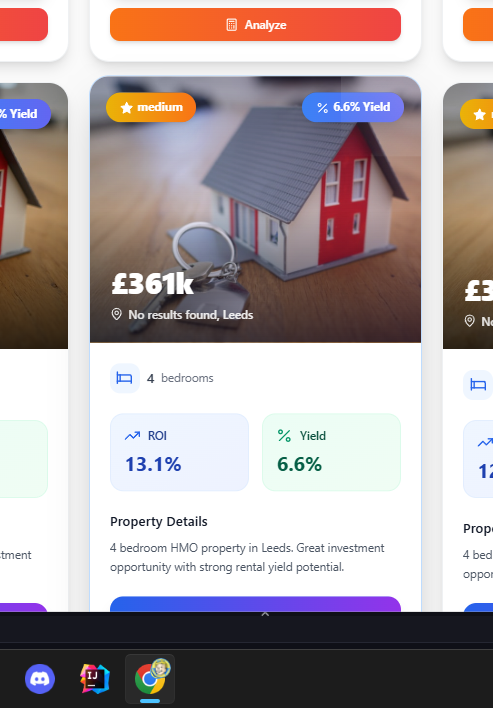 Analyze
% Yield
medium
6.6% Yield
£361k
No results found, Leeds
4 bedrooms
ROI
13.1%
Yield
6.6%
Property Details
4 bedroom HMO property in Leeds. Great investment
opportunity with strong rental yield potential.
£3
No
12
Prop
4 bed
oppor
stment
IJ